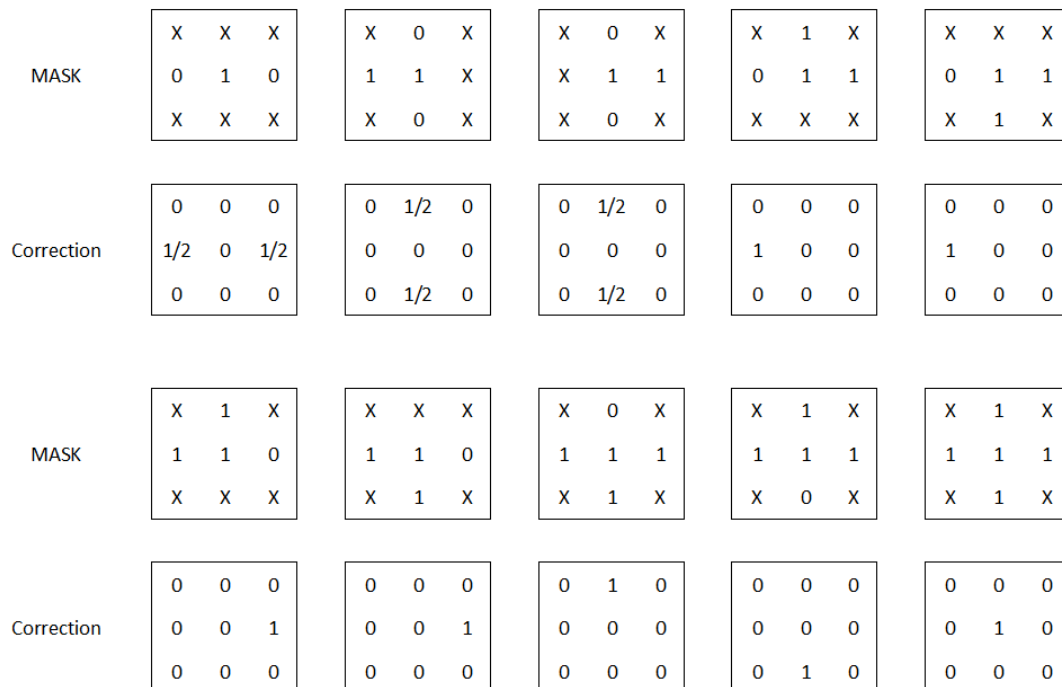 X X X X 0 X X 0 X X 1 X X X X
MASK 0 1 0 1 1 X X 1 1 0 1 1 0 1 1
X X X X 0 X X 0 X X X X X 1 X
0 0 0 0 1/2 0 0 1/2 0 0 0 0 0 0 0
Correction 1/2 0 1/2 0 0 0 0 0 0 1 0 0 1 0 0
0 0 0 0 1/2 0 0 1/2 0 0 0 0 0 0 0
X 1 X X X X X 0 X X 1 X X 1 X
MASK 1 1 0 1 1 0 1 1 1 1 1 1 1 1 1
X X X X 1 X X 1 X X 0 X X 1 X
0 0 0 0 0 0 0 1 0 0 0 0 0 0 0
Correction 0 0 1 0 0 1 0 0 0 0 0 0 0 1 0
0 0 0 0 0 0 0 0 0 0 1 0 0 0 0